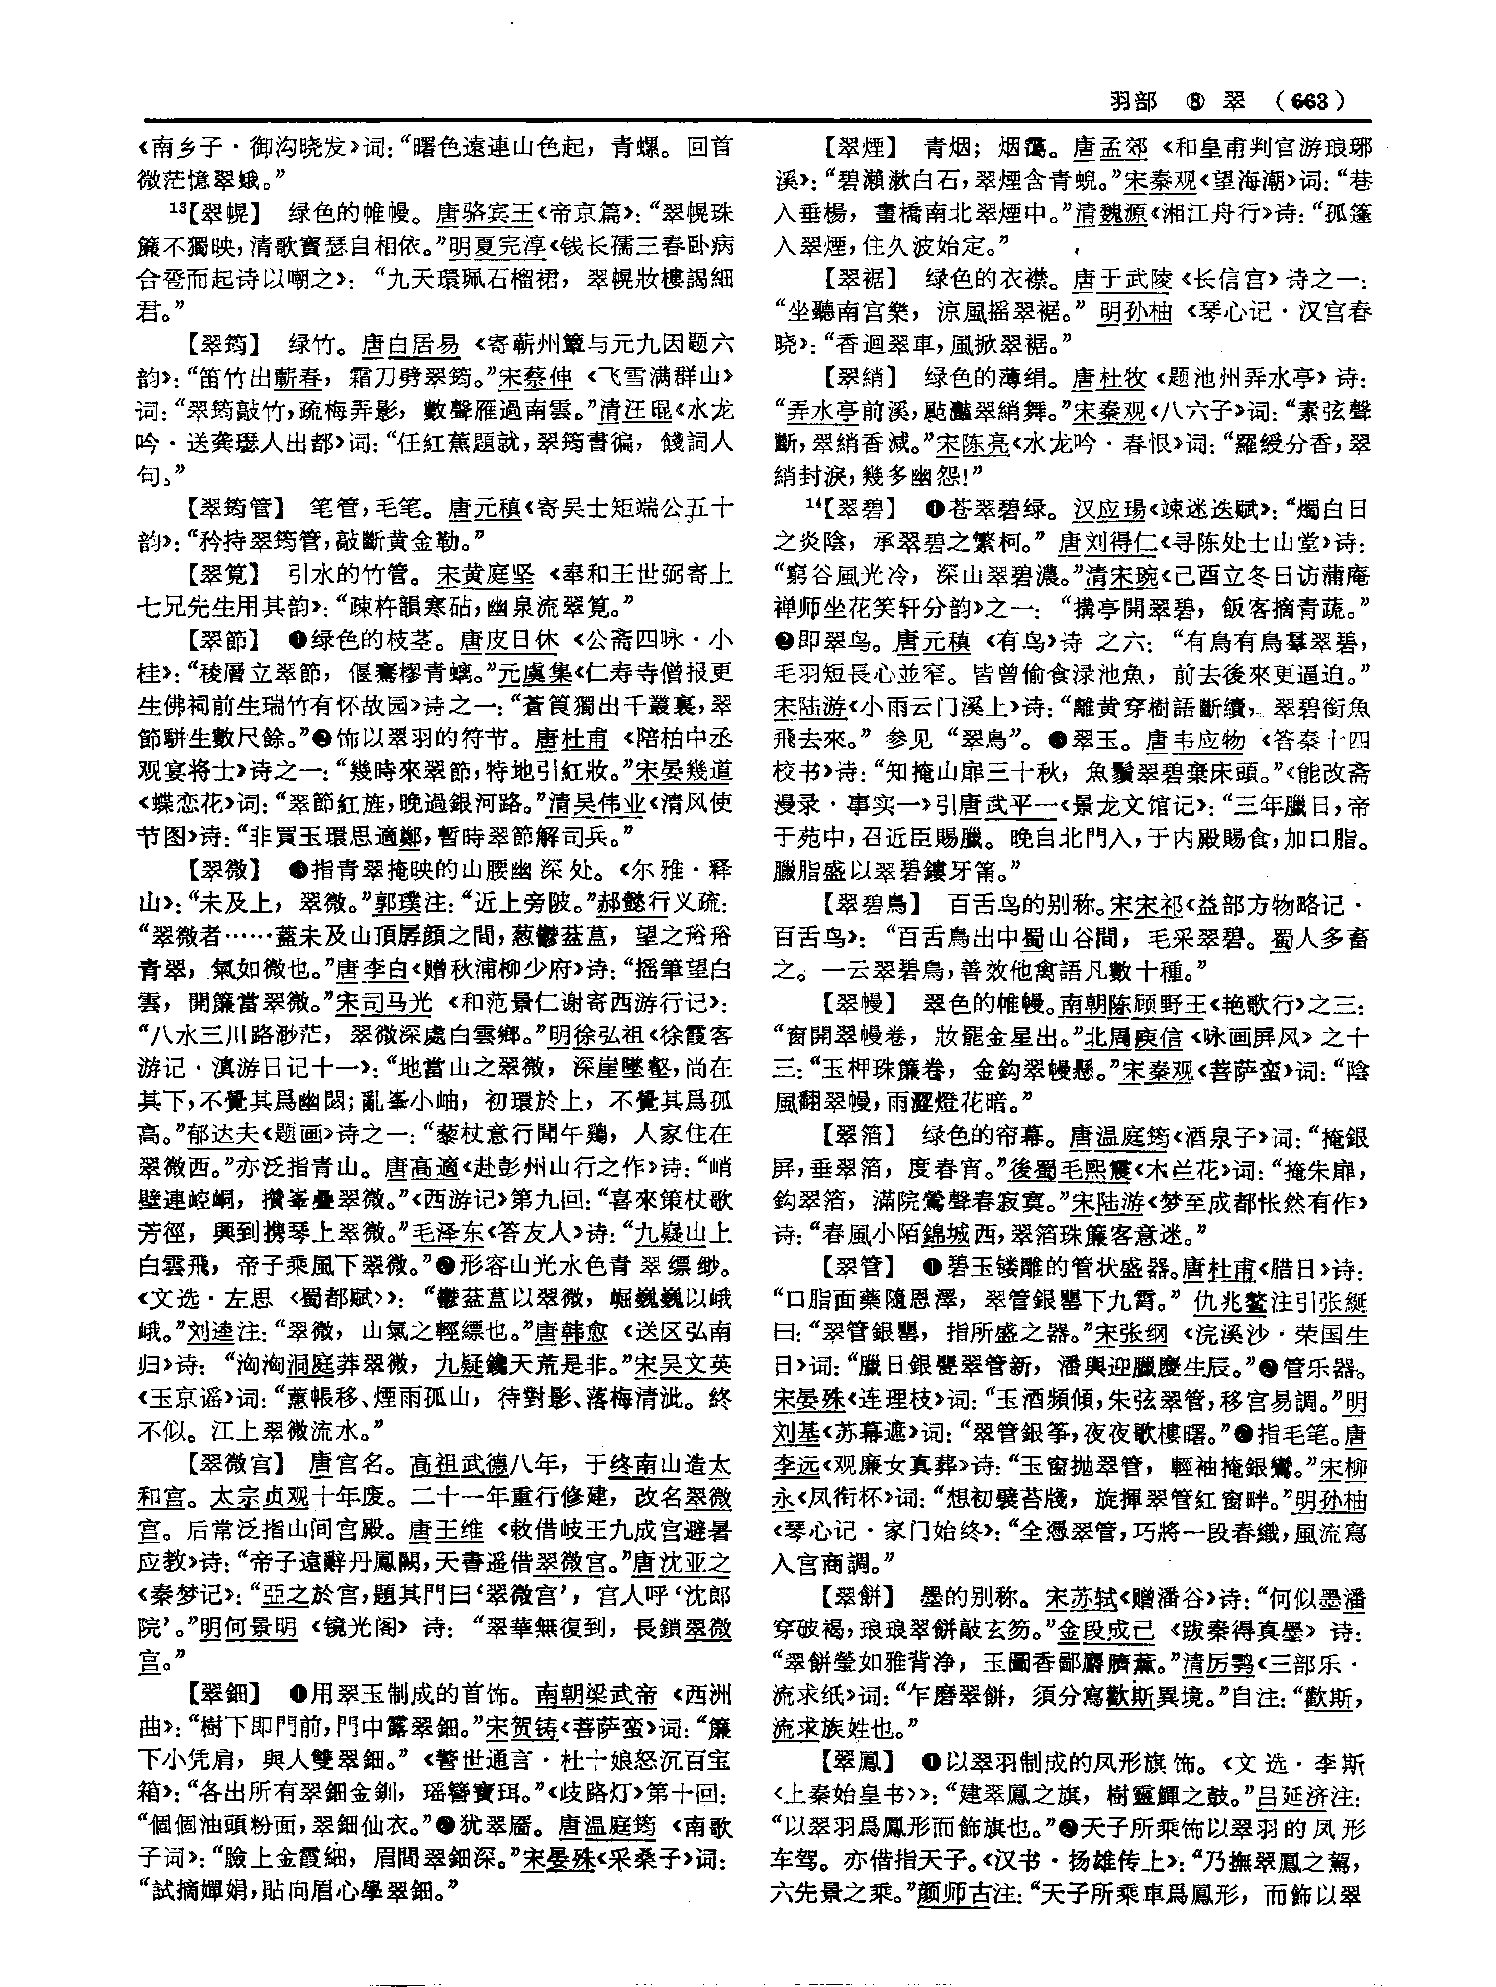 羽部 ⑧ 翠 （663）
《南乡子·御沟晓发》词：“曙色遠連山色起，青螺。回首
微茫憶翠蛾。”
13【翠幌】 绿色的帷幔。唐骆宾王《帝京篇》：“翠幌珠
簾不獨映，清歌寶瑟自相依。”明夏完淳《钱长孺三春卧病
合卺而起诗以嘲之》：“九天環珮石榴裙，翠幌妝樓謁細
君。”
【翠筠】 绿竹。唐白居易《寄蕲州簟与元九因题六
韵》：“笛竹出蘄春，霜刀劈翠筠。”宋蔡伸《飞雪满群山》
词：“翠筠敲竹，疏梅弄影，數聲雁過南雲。”清汪琨《水龙
吟·送龚璱人出都》词：“任紅蕉題就，翠筠書徧，餞詞人
句。”
【翠筠管】 笔管，毛笔。唐元稹《寄吴士矩端公五十
韵》：“矜持翠筠管，敲斷黄金勒。”
【翠筧】 引水的竹管。宋黄庭坚《奉和王世弼寄上
七兄先生用其韵》：“疎杵韻寒砧，幽泉流翠筧。”
【翠節】 ❶绿色的枝茎。唐皮日休《公斋四咏·小
桂》：“稜層立翠節，偃蹇樛青螭。”元虞集《仁寿寺僧报更
生佛祠前生瑞竹有怀故园》诗之一：“蒼筤獨出千叢裏，翠
節駢生數尺餘。”❷饰以翠羽的符节。唐杜甫《陪柏中丞
观宴将士》诗之一：“幾時來翠節，特地引紅妝。”宋晏幾道
《蝶恋花》词：“翠節紅旌，晚過銀河路。”清吴伟业《清风使
节图》诗：“非買玉環思適鄭，暫時翠節解司兵。”
【翠微】 ❶指青翠掩映的山腰幽深处。《尔雅·释
山》：“未及上，翠微。”郭璞注：“近上旁陂。”郝懿行义疏：
“翠微者……蓋未及山頂孱顔之間，葱鬱葐蒀，望之谸谸
青翠，氣如微也。”唐李白《赠秋浦柳少府》诗：“摇筆望白
雲，開簾當翠微。”宋司马光《和范景仁谢寄西游行记》：
“八水三川路渺茫，翠微深處白雲鄉。”明徐弘祖《徐霞客
游记·滇游日记十一》：“地當山之翠微，深崖墜壑，尚在
其下，不覺其爲幽閟；亂峯小岫，初環於上，不覺其爲孤
高。”郁达夫《题画》诗之一：“藜杖意行聞午鷄，人家住在
翠微西。”亦泛指青山。唐高適《赴彭州山行之作》诗：“峭
壁連崆峒，攢峯疊翠微。”《西游记》第九回：“喜來策杖歌
芳徑，興到携琴上翠微。”毛泽东《答友人》诗：“九嶷山上
白雲飛，帝子乘風下翠微。”❷形容山光水色青翠缥缈。
《文选·左思〈蜀都赋〉》：“鬱葐蒀以翠微，崛巍巍以峨
峨。”刘逵注：“翠微，山氣之輕縹也。”唐韩愈《送区弘南
归》诗：“洶洶洞庭莽翠微，九疑鑱天荒是非。”宋吴文英
《玉京谣》词：“蕙帳移、煙雨孤山，待對影、落梅清泚。終
不似。江上翠微流水。”
【翠微宫】 唐宫名。高祖武德八年，于终南山造太
和宫。太宗贞观十年废。二十一年重行修建，改名翠微
宫。后常泛指山间宫殿。唐王维《敕借岐王九成宫避暑
应教》诗：“帝子遠辭丹鳳闕，天書遥借翠微宫。”唐沈亚之
《秦梦记》：“亞之於宫，題其門曰‘翠微宫’，宫人呼‘沈郎
院’。”明何景明《镜光阁》诗：“翠華無復到，長鎖翠微
宫。”
【翠鈿】 ❶用翠玉制成的首饰。南朝梁武帝《西洲
曲》：“樹下即門前，門中露翠鈿。”宋贺铸《菩萨蛮》词：“簾
下小凭肩，與人雙翠鈿。”《警世通言·杜十娘怒沉百宝
箱》：“各出所有翠鈿金釧，瑶簪寶珥。”《歧路灯》第十回：
“個個油頭粉面，翠鈿仙衣。”❷犹翠靥。唐温庭筠《南歌
子词》：“臉上金霞細，眉間翠鈿深。”宋晏殊《采桑子》词：
“試摘嬋娟，貼向眉心學翠鈿。”
【翠煙】 青烟；烟霭。唐孟郊《和皇甫判官游琅琊
溪》：“碧瀨漱白石，翠煙含青蜺。”宋秦观《望海潮》词：“巷
入垂楊，畫橋南北翠煙中。”清魏源《湘江舟行》诗：“孤篷
入翠煙，住久波始定。”
【翠裾】 绿色的衣襟。唐于武陵《长信宫》诗之一：
“坐聽南宫樂，涼風摇翠裾。”明孙柚《琴心记·汉宫春
晓》：“香迴翠車，風掀翠裾。”
【翠綃】 绿色的薄绢。唐杜牧《题池州弄水亭》诗：
“弄水亭前溪，颭灩翠綃舞。”宋秦观《八六子》词：“素弦聲
斷，翠綃香減。”宋陈亮《水龙吟·春恨》词：“羅綬分香，翠
綃封淚，幾多幽怨！”
14【翠碧】 ❶苍翠碧绿。汉应瑒《竦迷迭赋》：“燭白日
之炎陰，承翠碧之繁柯。”唐刘得仁《寻陈处士山堂》诗：
“窮谷風光冷，深山翠碧濃。”清宋琬《己酉立冬日访蒲庵
禅师坐花笑轩分韵》之一：“構亭開翠碧，飯客摘青蔬。”
❷即翠鸟。唐元稹《有鸟》诗之六：“有鳥有鳥羣翠碧，
毛羽短長心並窄。皆曾偷食渌池魚，前去後來更逼迫。”
宋陆游《小雨云门溪上》诗：“離黄穿樹語斷續，翠碧銜魚
飛去來。”参见“翠鳥”。❸翠玉。唐韦应物《答秦十四
校书》诗：“知掩山扉三十秋，魚鬚翠碧棄床頭。”《能改斋
漫录·事实一》引唐武平一《景龙文馆记》：“三年臘日，帝
于苑中，召近臣賜臘。晚自北門入，于内殿賜食，加口脂。
臘脂盛以翠碧鏤牙筩。”
【翠碧鳥】 百舌鸟的别称。宋宋祁《益部方物略记·
百舌鸟》：“百舌鳥出中蜀山谷間，毛采翠碧。蜀人多畜
之。一云翠碧鳥，善效他禽語凡數十種。”
【翠幔】 翠色的帷幔。南朝陈顾野王《艳歌行》之三：
“窗開翠幔卷，妝罷金星出。”北周庾信《咏画屏风》之十
三：“玉柙珠簾卷，金鈎翠幔懸。”宋秦观《菩萨蛮》词：“陰
風翻翠幔，雨澀燈花暗。”
【翠箔】 绿色的帘幕。唐温庭筠《酒泉子》词：“掩銀
屏，垂翠箔，度春宵。”後蜀毛熙震《木兰花》词：“掩朱扉，
鈎翠箔，滿院鶯聲春寂寞。”宋陆游《梦至成都怅然有作》
诗：“春風小陌錦城西，翠箔珠簾客意迷。”
【翠管】 ❶碧玉镂雕的管状盛器。唐杜甫《腊日》诗：
“口脂面藥隨恩澤，翠管銀罌下九霄。”仇兆鳌注引张綖
曰：“翠管銀罌，指所盛之器。”宋张纲《浣溪沙·荣国生
日》词：“臘日銀罌翠管新，潘輿迎臘慶生辰。”❷管乐器。
宋晏殊《连理枝》词：“玉酒頻傾，朱弦翠管，移宫易調。”明
刘基《苏幕遮》词：“翠管銀筝，夜夜歌樓曙。”❸指毛笔。唐
李远《观廉女真葬》诗：“玉窗抛翠管，輕袖掩銀鸞。”宋柳
永《凤衔杯》词：“想初襞苔牋，旋揮翠管紅窗畔。”明孙柚
《琴心记·家门始终》：“全憑翠管，巧將一段春織，風流寫
入宫商調。”
【翠餅】 墨的别称。宋苏轼《赠潘谷》诗：“何似墨潘
穿破褐，琅琅翠餅敲玄笏。”金段成己《跋秦得真墨》诗：
“翠餅瑩如雅背净，玉圖香鄙麝臍薰。”清厉鹗《三部乐·
流求纸》词：“乍磨翠餅，須分寫歡斯異境。”自注：“歡斯，
流求族姓也。”
【翠鳳】 ❶以翠羽制成的凤形旗饰。《文选·李斯
〈上秦始皇书〉》：“建翠鳳之旗，樹靈鼉之鼓。”吕延济注：
“以翠羽爲鳳形而飾旗也。”❷天子所乘饰以翠羽的凤形
车驾。亦借指天子。《汉书·扬雄传上》：“乃撫翠鳳之駕，
六先景之乘。”颜师古注：“天子所乘車爲鳳形，而飾以翠